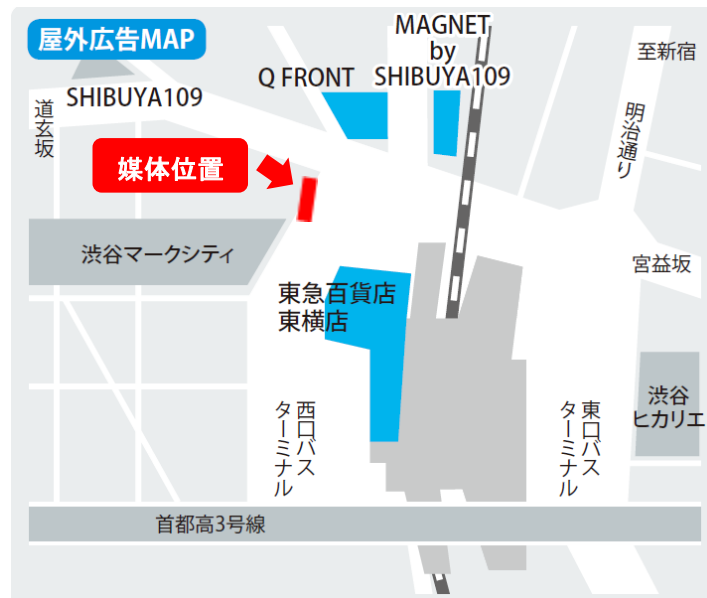 屋外広告MAP
MAGNET
by
SHIBUYA109
Q FRONT
至新宿
SHIBUYA109
道玄坂
明治通り
媒体位置
渋谷マークシティ
宮益坂
東急百貨店
東横店
渋谷
ヒカリエ
西口バス
ターミナル
東口バス
ターミナル
首都高3号線